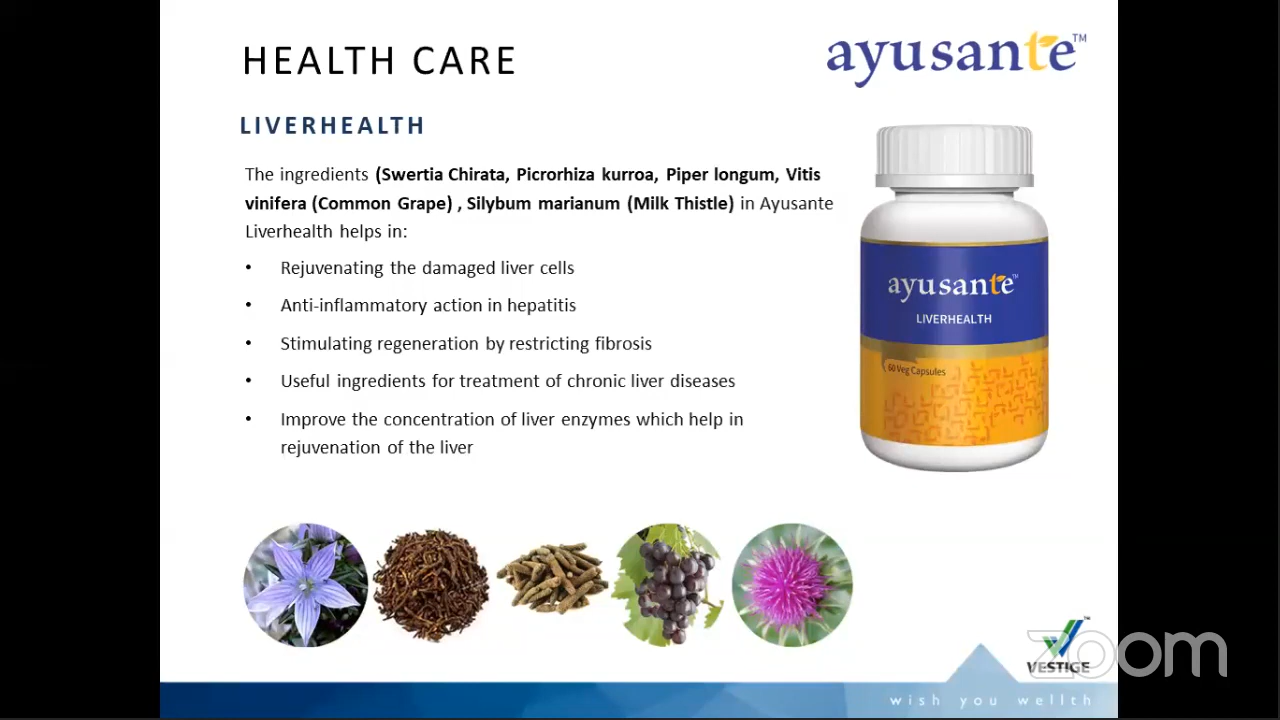 HEALTH CARE
ayusante™
LIVERHEALTH
The ingredients (Swertia Chirata, Picrorhiza kurroa, Piper longum, Vitis
vinifera (Common Grape) , Silybum marianum (Milk Thistle) in Ayusante
Liverhealth helps in:
• Rejuvenating the damaged liver cells
• Anti-inflammatory action in hepatitis
• Stimulating regeneration by restricting fibrosis
• Useful ingredients for treatment of chronic liver diseases
• Improve the concentration of liver enzymes which help in
rejuvenation of the liver
ayusante™
LIVERHEALTH
60 Veg Capsules
VESTIGE
zoom
wish you wellth